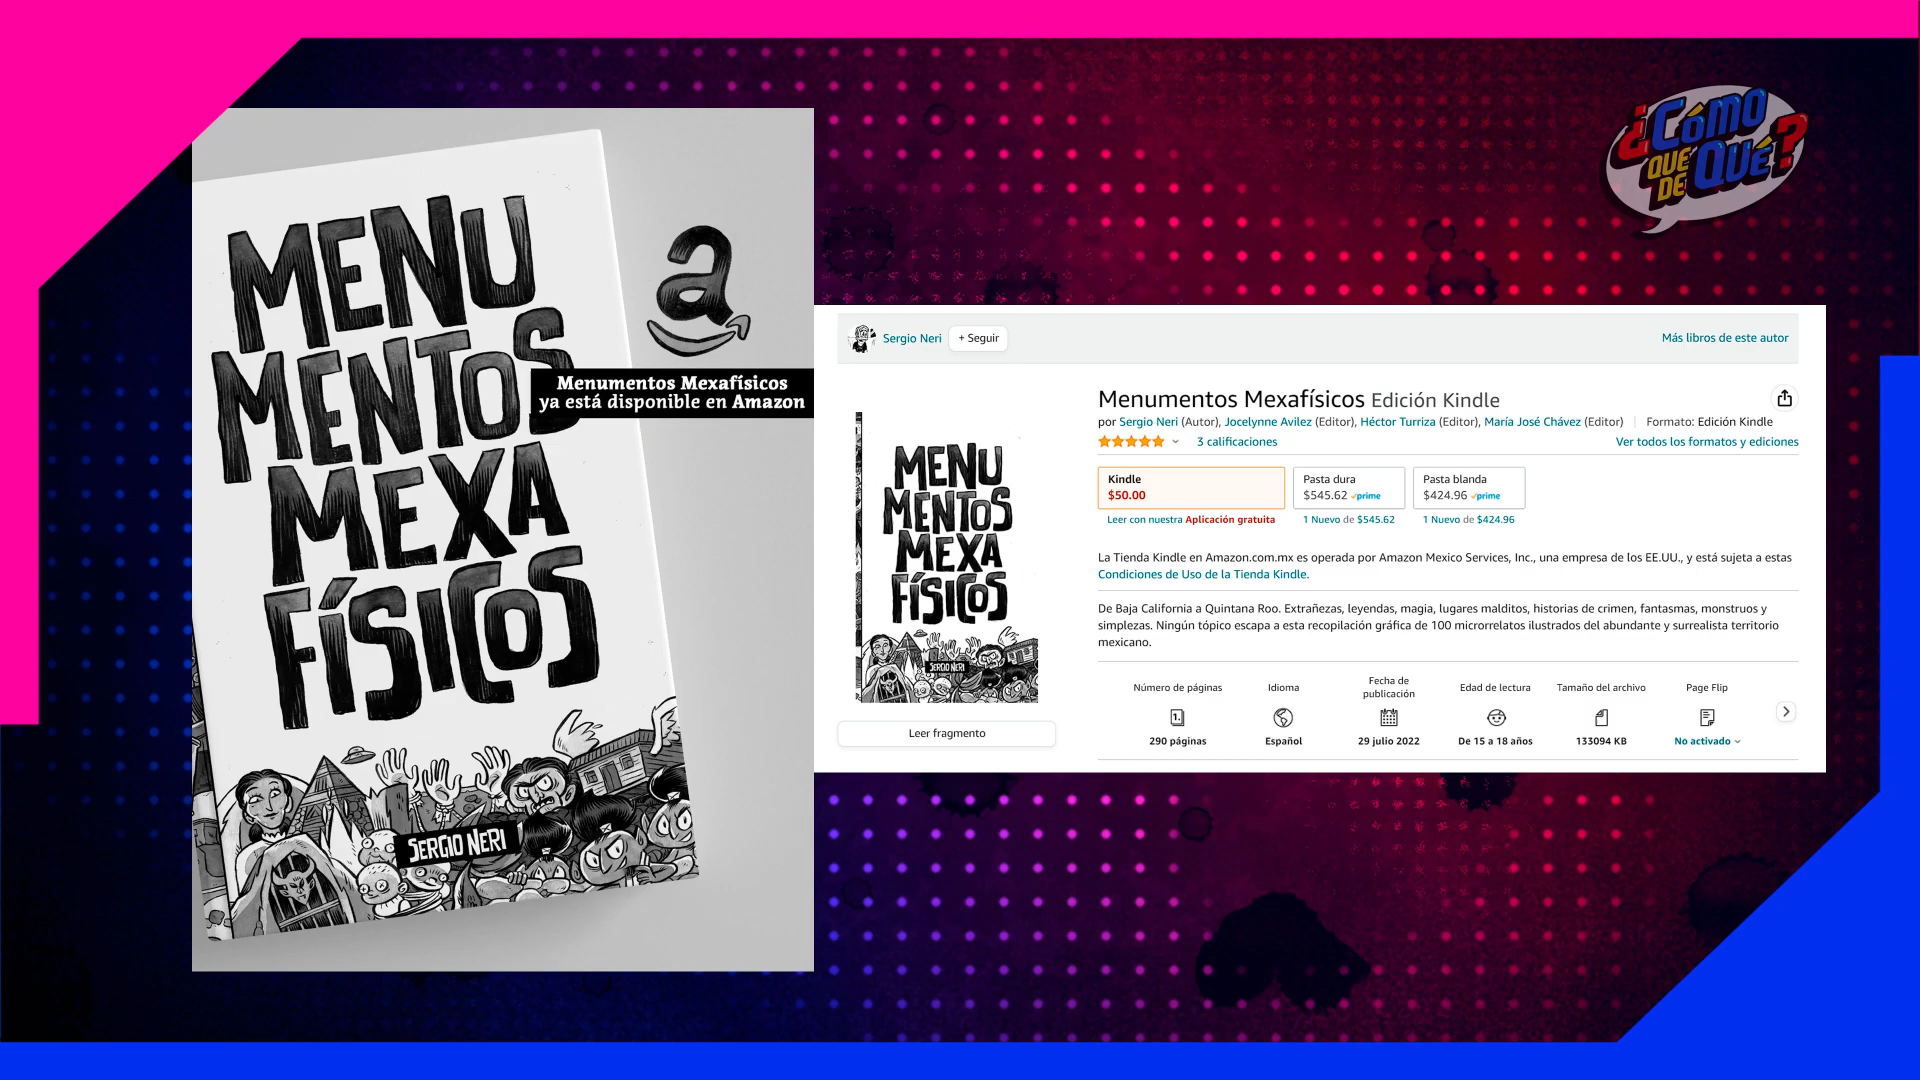 ¿Cómo
QUE
DE
QUÉ?
MENU
MENTOS
MEXA
FÍSICOS
SERGIO NERI
a
Menumentos Mexafísicos
ya está disponible en Amazon
Sergio Neri
+ Seguir
Más libros de este autor
Menumentos Mexafísicos Edición Kindle
por Sergio Neri (Autor), Jocelynne Avilez (Editor), Héctor Turriza (Editor), María José Chávez (Editor) | Formato: Edición Kindle
3 calificaciones
Ver todos los formatos y ediciones
Kindle
$50.00
Leer con nuestra Aplicación gratuita
Pasta dura
$545.62 prime
1 Nuevo de $545.62
Pasta blanda
$424.96 prime
1 Nuevo de $424.96
La Tienda Kindle en Amazon.com.mx es operada por Amazon Mexico Services, Inc., una empresa de los EE.UU., y está sujeta a estas
Condiciones de Uso de la Tienda Kindle.
De Baja California a Quintana Roo. Extrañezas, leyendas, magia, lugares malditos, historias de crimen, fantasmas, monstruos y
simplezas. Ningún tópico escapa a esta recopilación gráfica de 100 microrrelatos ilustrados del abundante y surrealista territorio
mexicano.
MENU
MENTOS
MEXA
FÍSICOS
SERGIO NERI
Leer fragmento
Número de páginas
1.
290 páginas
Idioma
Español
Fecha de
publicación
29 julio 2022
Edad de lectura
De 15 a 18 años
Tamaño del archivo
133094 KB
Page Flip
No activado